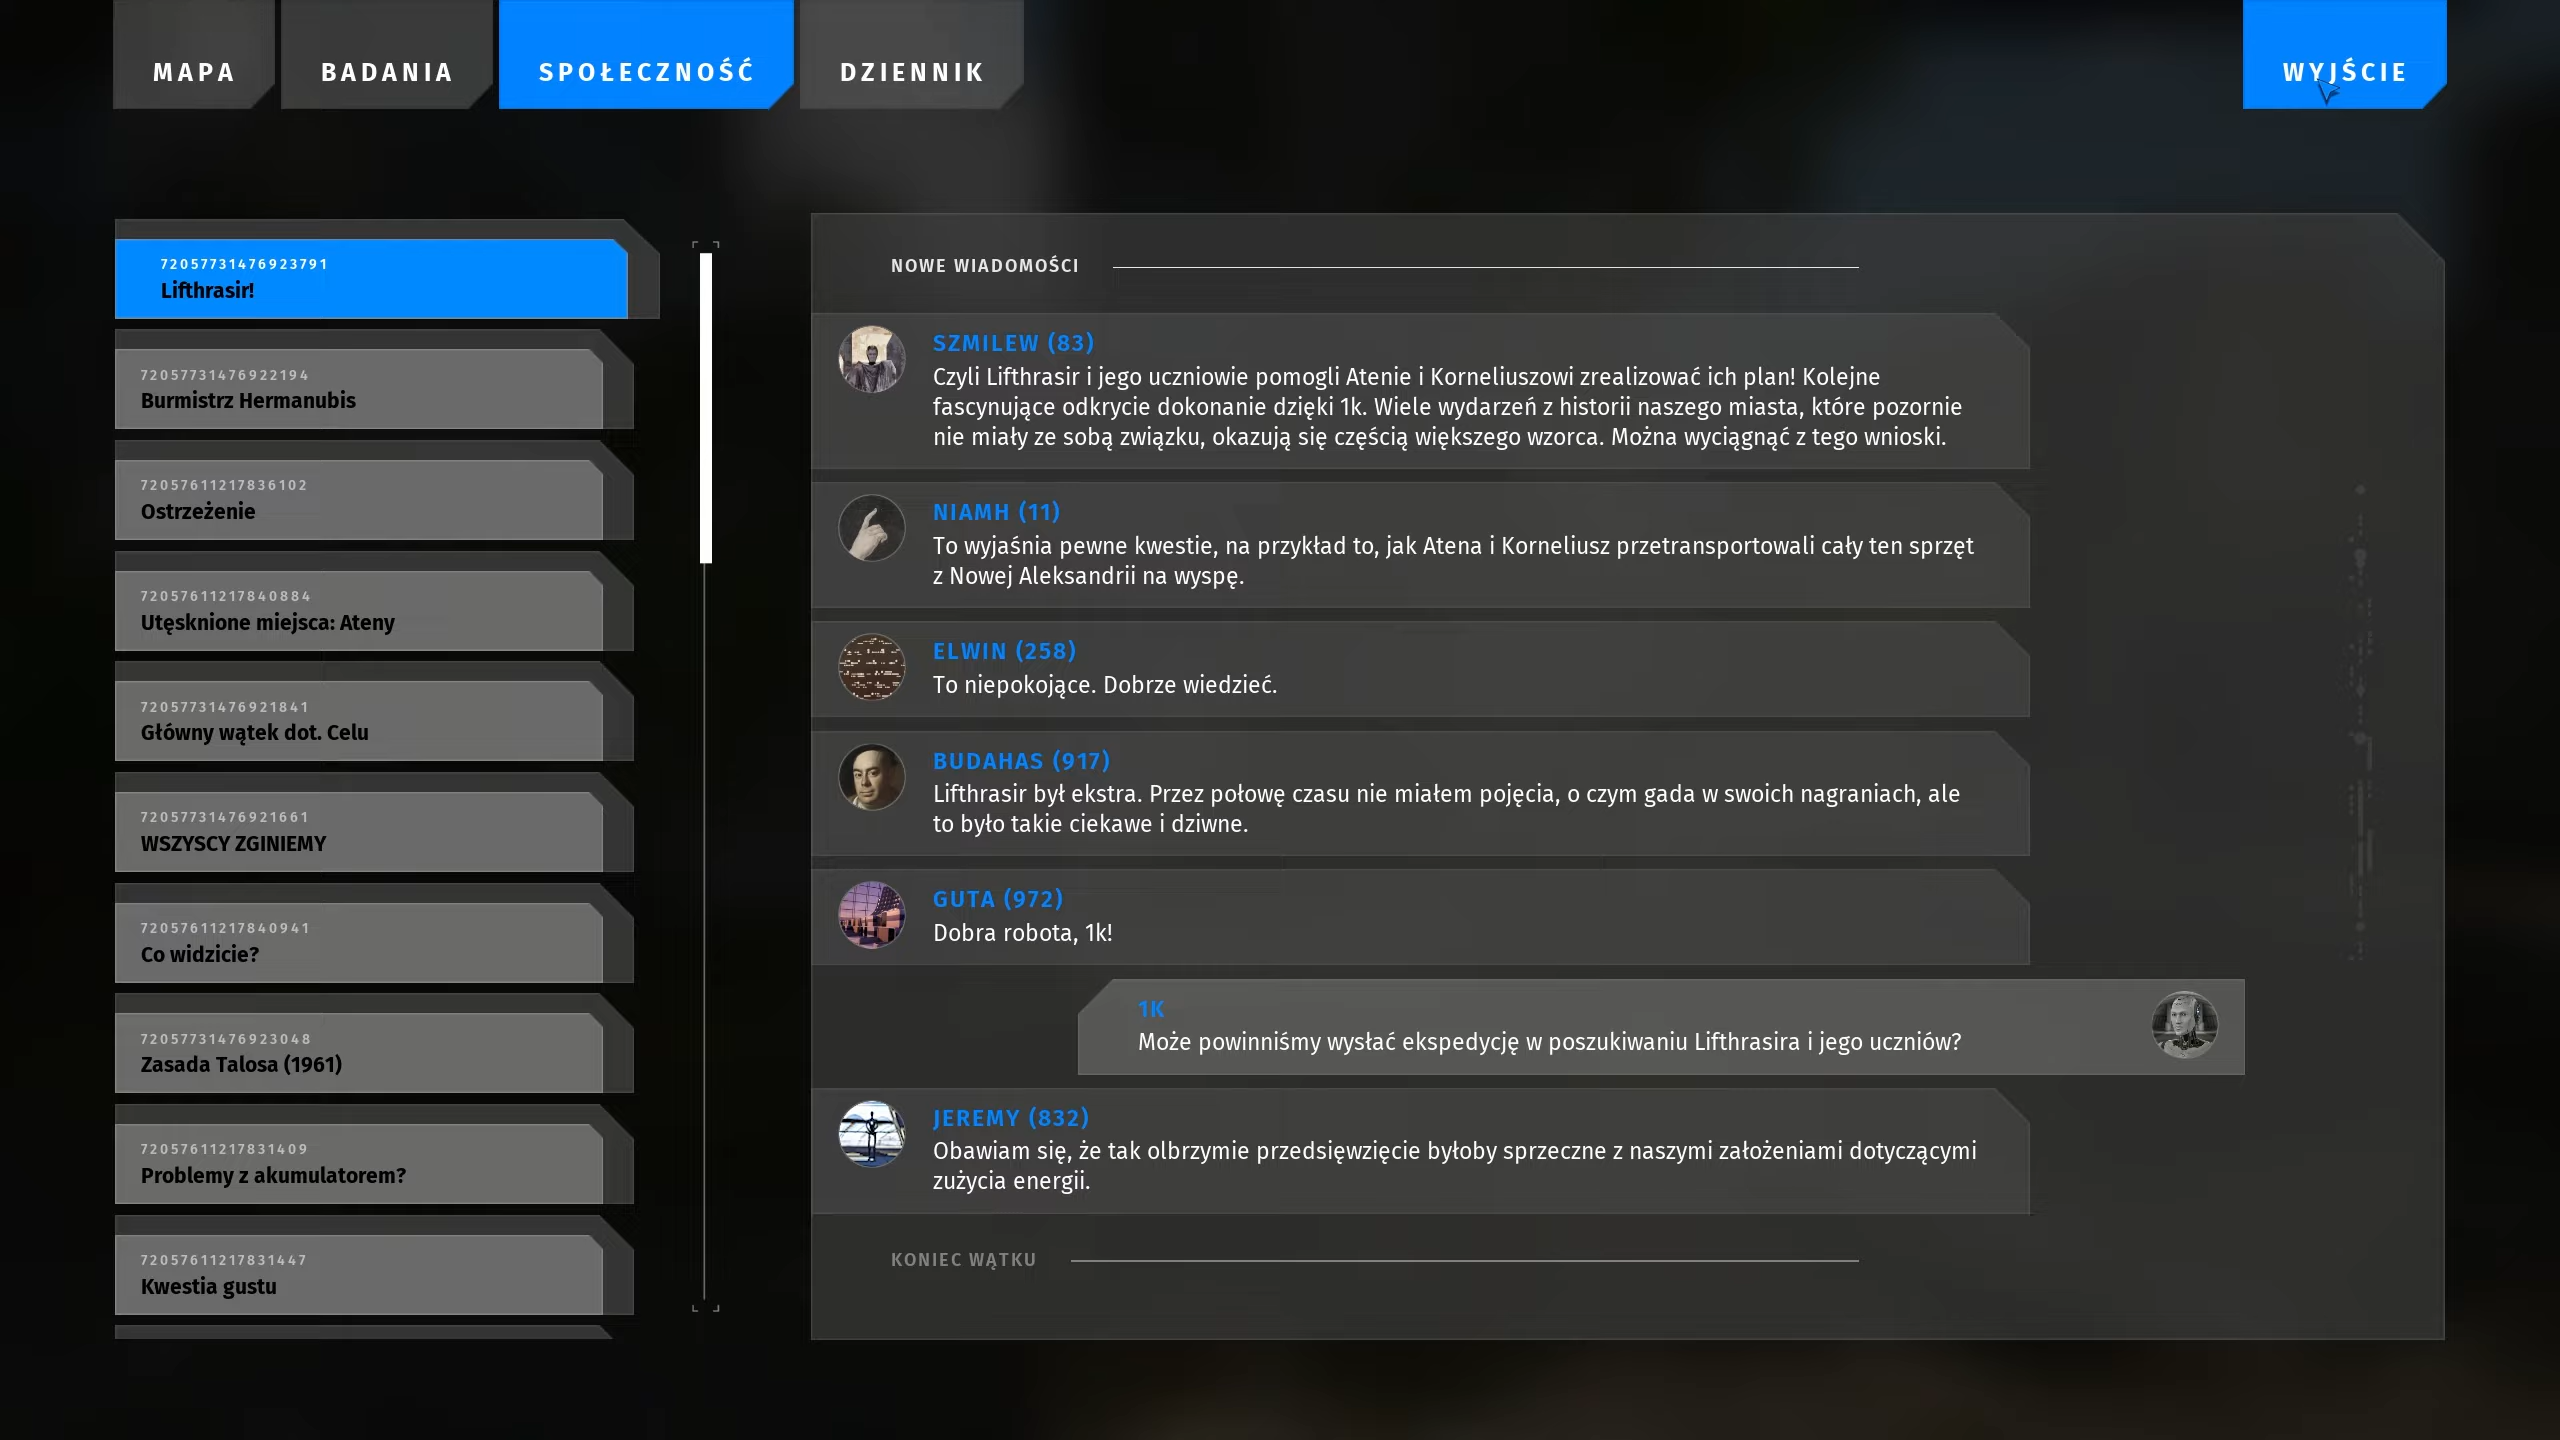 MAPA
BADANIA
SPOŁECZNOŚĆ
DZIENNIK
WYJŚCIE
72057731476923791
Lifthrasir!
72057731476922194
Burmistrz Hermanubis
72057611217836102
Ostrzeżenie
72057611217840884
Utęsknione miejsca: Ateny
72057731476921841
Główny wątek dot. Celu
72057731476921661
WSZYSCY ZGINIEMY
72057611217840941
Co widzicie?
72057731476923048
Zasada Talosa (1961)
72057611217831409
Problemy z akumulatorem?
72057611217831447
Kwestia gustu
NOWE WIADOMOŚCI
SZMILEW (83)
Czyli Lifthrasir i jego uczniowie pomogli Atenie i Korneliuszowi zrealizować ich plan! Kolejne
fascynujące odkrycie dokonanie dzięki 1k. Wiele wydarzeń z historii naszego miasta, które pozornie
nie miały ze sobą związku, okazują się częścią większego wzorca. Można wyciągnąć z tego wnioski.
NIAMH (11)
To wyjaśnia pewne kwestie, na przykład to, jak Atena i Korneliusz przetransportowali cały ten sprzęt
z Nowej Aleksandrii na wyspę.
ELWIN (258)
To niepokojące. Dobrze wiedzieć.
BUDAHAS (917)
Lifthrasir był ekstra. Przez połowę czasu nie miałem pojęcia, o czym gada w swoich nagraniach, ale
to było takie ciekawe i dziwne.
GUTA (972)
Dobra robota, 1k!
1K
Może powinniśmy wysłać ekspedycję w poszukiwaniu Lifthrasira i jego uczniów?
JEREMY (832)
Obawiam się, że tak olbrzymie przedsięwzięcie byłoby sprzeczne z naszymi założeniami dotyczącymi
zużycia energii.
KONIEC WĄTKU